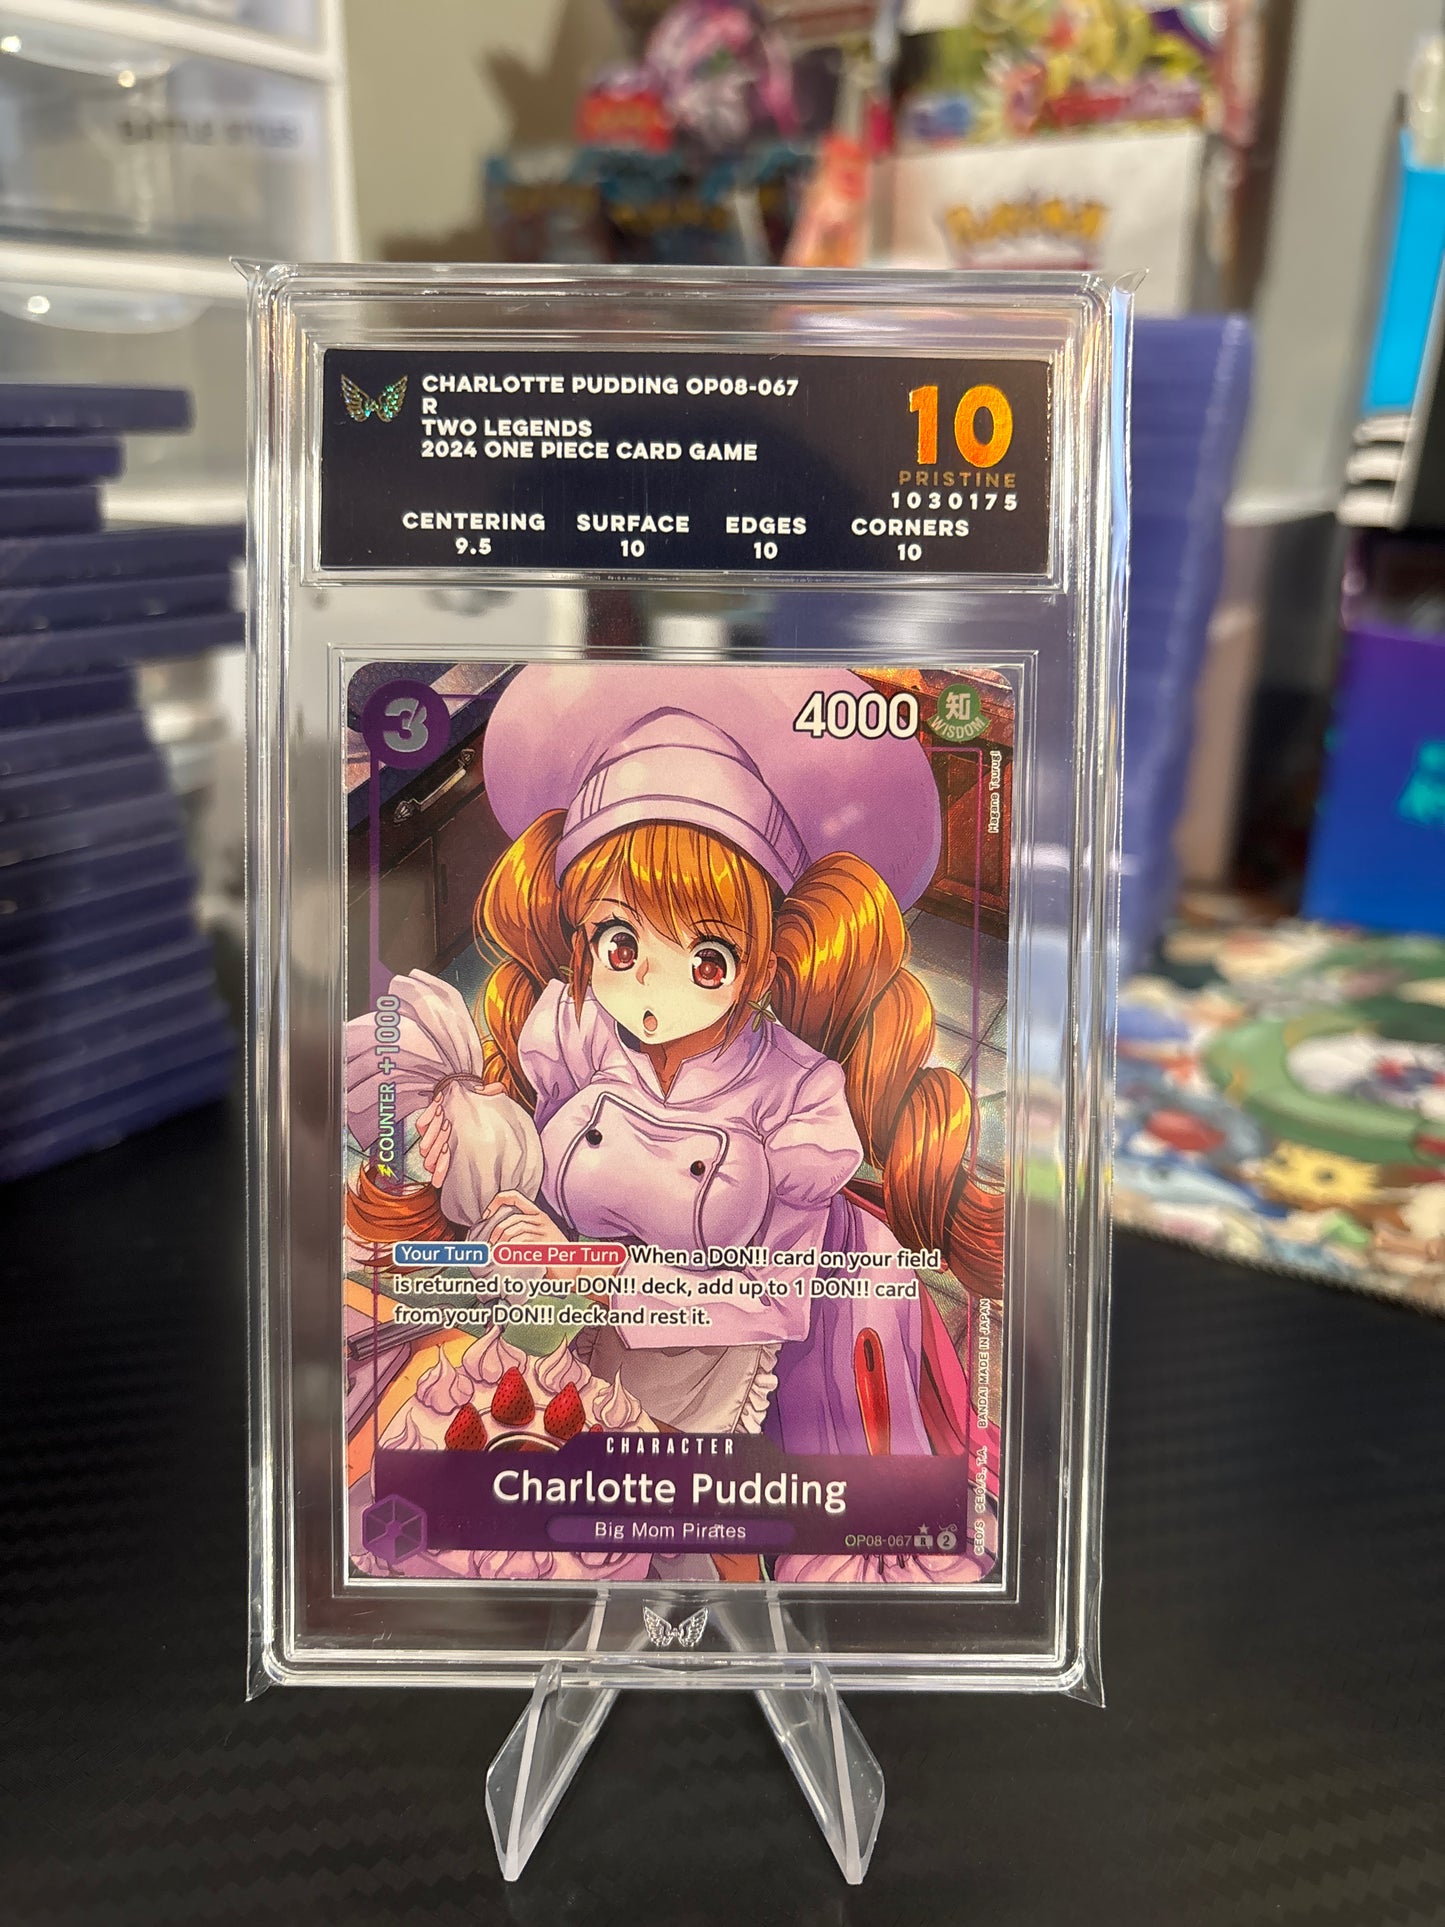 POKÉMON
CHARLOTTE PUDDING OP08-067
R
TWO LEGENDS
2024 ONE PIECE CARD GAME
10
PRISTINE
1030175
CENTERING SURFACE EDGES CORNERS
9.5 10 10 10
3
4000
知
WISDOM
Hagane Tsurugi
COUNTER +1000
Your Turn Once Per Turn When a DON!! card on your field
is returned to your DON!! deck, add up to 1 DON!! card
from your DON!! deck and rest it.
CHARACTER
Charlotte Pudding
Big Mom Pirates
OP08-067 R 2
©EO/S ©EO/S., T.A. BANDAI MADE IN JAPAN